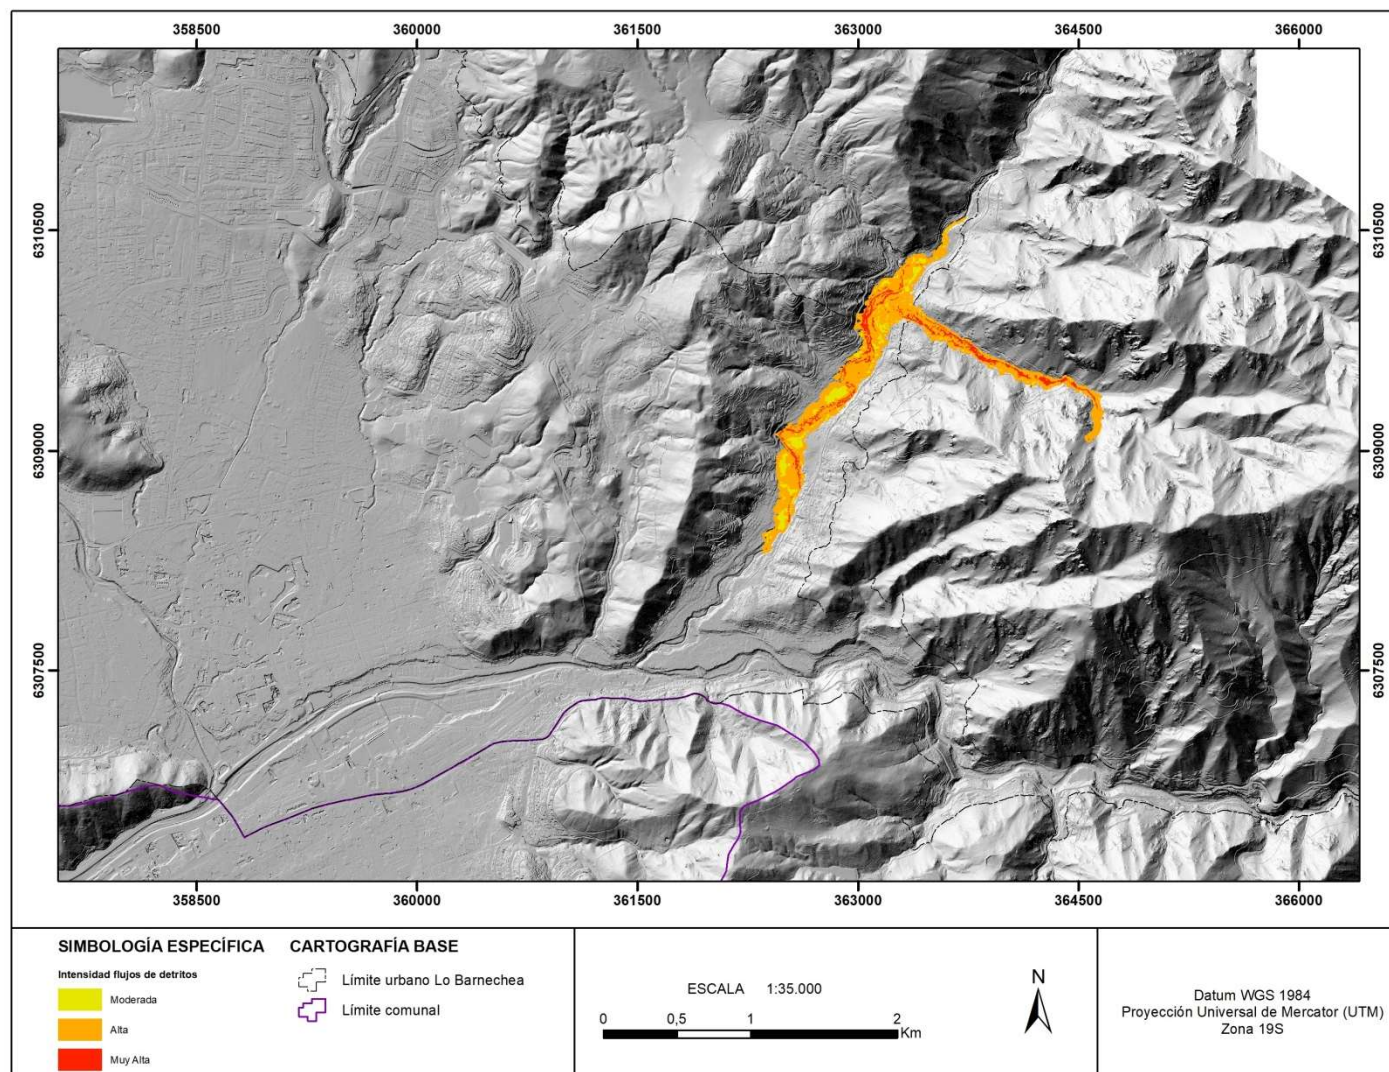 358500 360000 361500 363000 364500 366000
6310500 6310500
6309000 6309000
6307500 6307500
358500 360000 361500 363000 364500 366000
SIMBOLOGÍA ESPECÍFICA
Intensidad flujos de detritos
Moderada
Alta
Muy Alta
CARTOGRAFÍA BASE
Límite urbano Lo Barnechea
Límite comunal
ESCALA 1:35.000
0 0,5 1 2
Km
N
Datum WGS 1984
Proyección Universal de Mercator (UTM)
Zona 19S